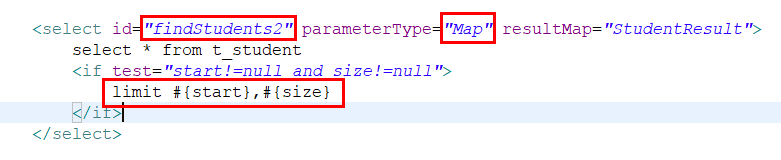 <select id="findStudents2" parameterType="Map" resultMap="StudentResult">
select * from t_student
<if test="start!=null and size!=null">
limit #{start},#{size}
</if>
</select>